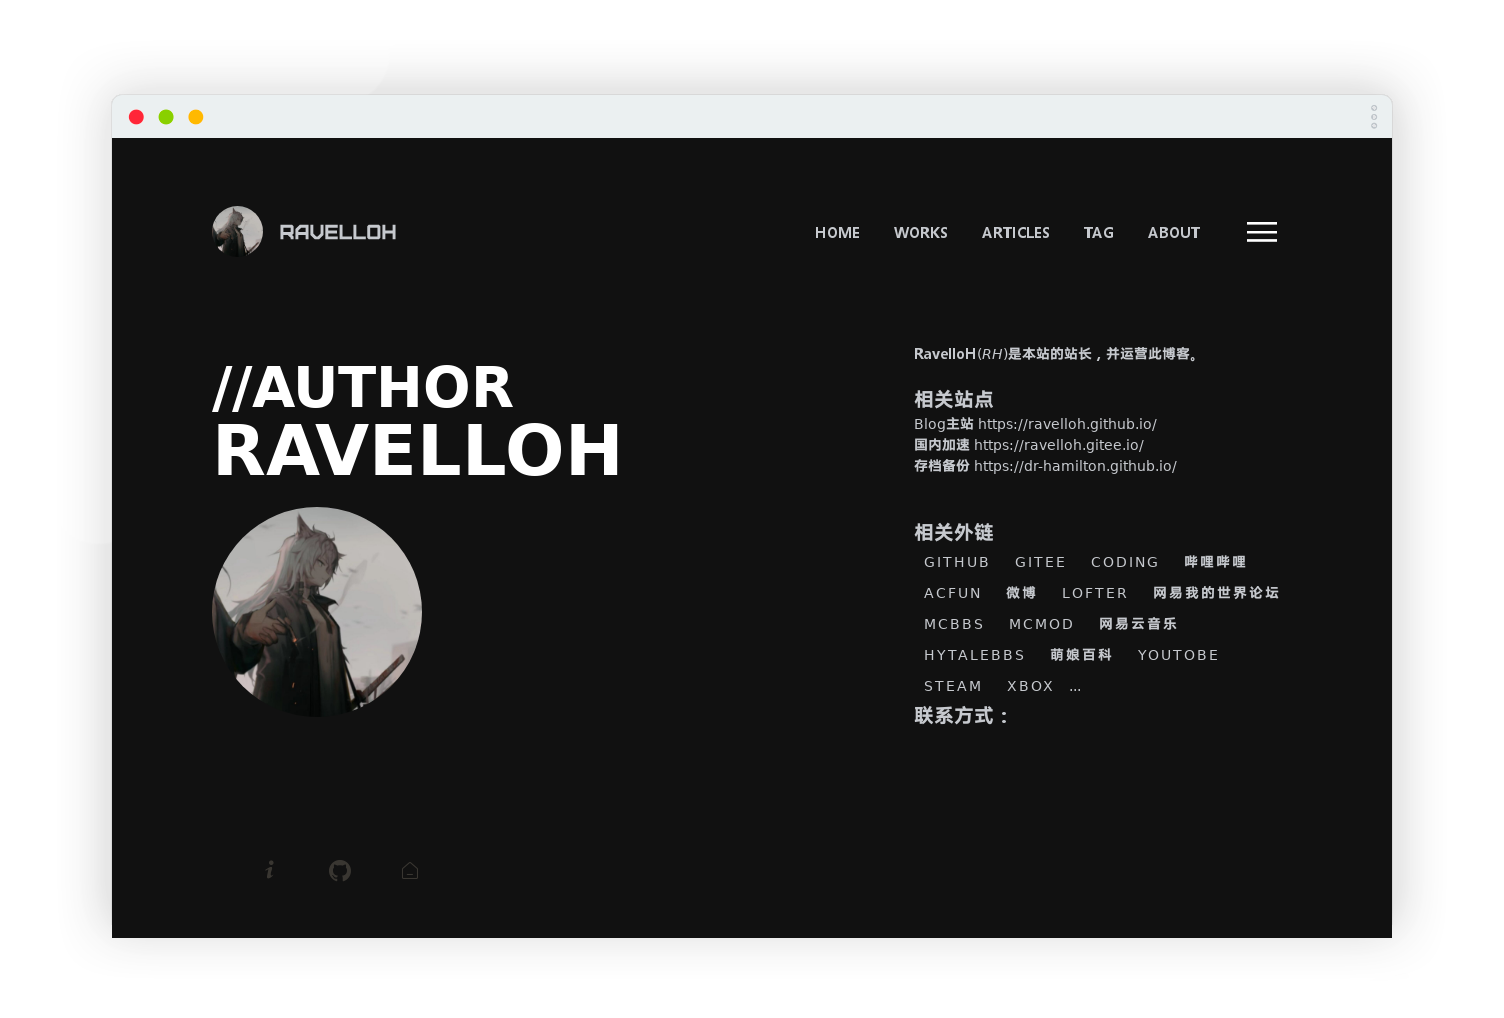 RAVELLOH
HOME WORKS ARTICLES TAG ABOUT
//AUTHOR
RAVELLOH
RavelloH(RH)是本站的站长，并运营此博客。
相关站点
Blog主站 https://ravelloh.github.io/
国内加速 https://ravelloh.gitee.io/
存档备份 https://dr-hamilton.github.io/
相关外链
GITHUB GITEE CODING 哔哩哔哩
ACFUN 微博 LOFTER 网易我的世界论坛
MCBBS MCMOD 网易云音乐
HYTALEBBS 萌娘百科 YOUTOBE
STEAM XBOX ...
联系方式：